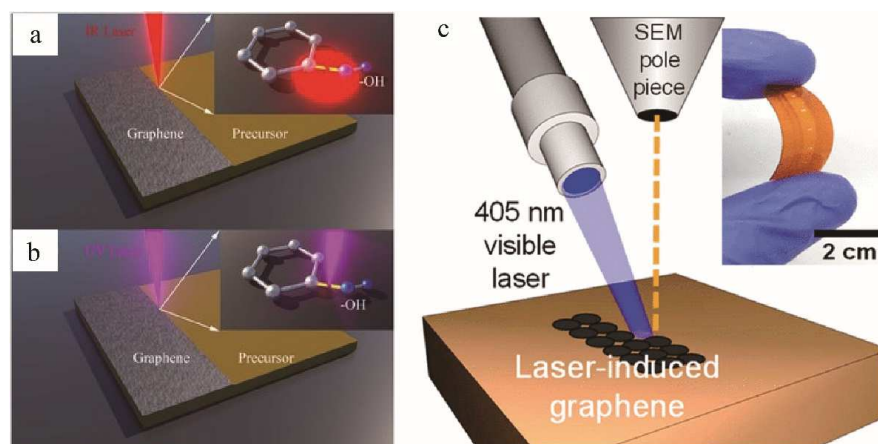 a
IR Laser
-OH
Graphene
Precursor
b
UV Laser
-OH
Graphene
Precursor
c
SEM
pole
piece
405 nm
visible
laser
2 cm
Laser-induced
graphene